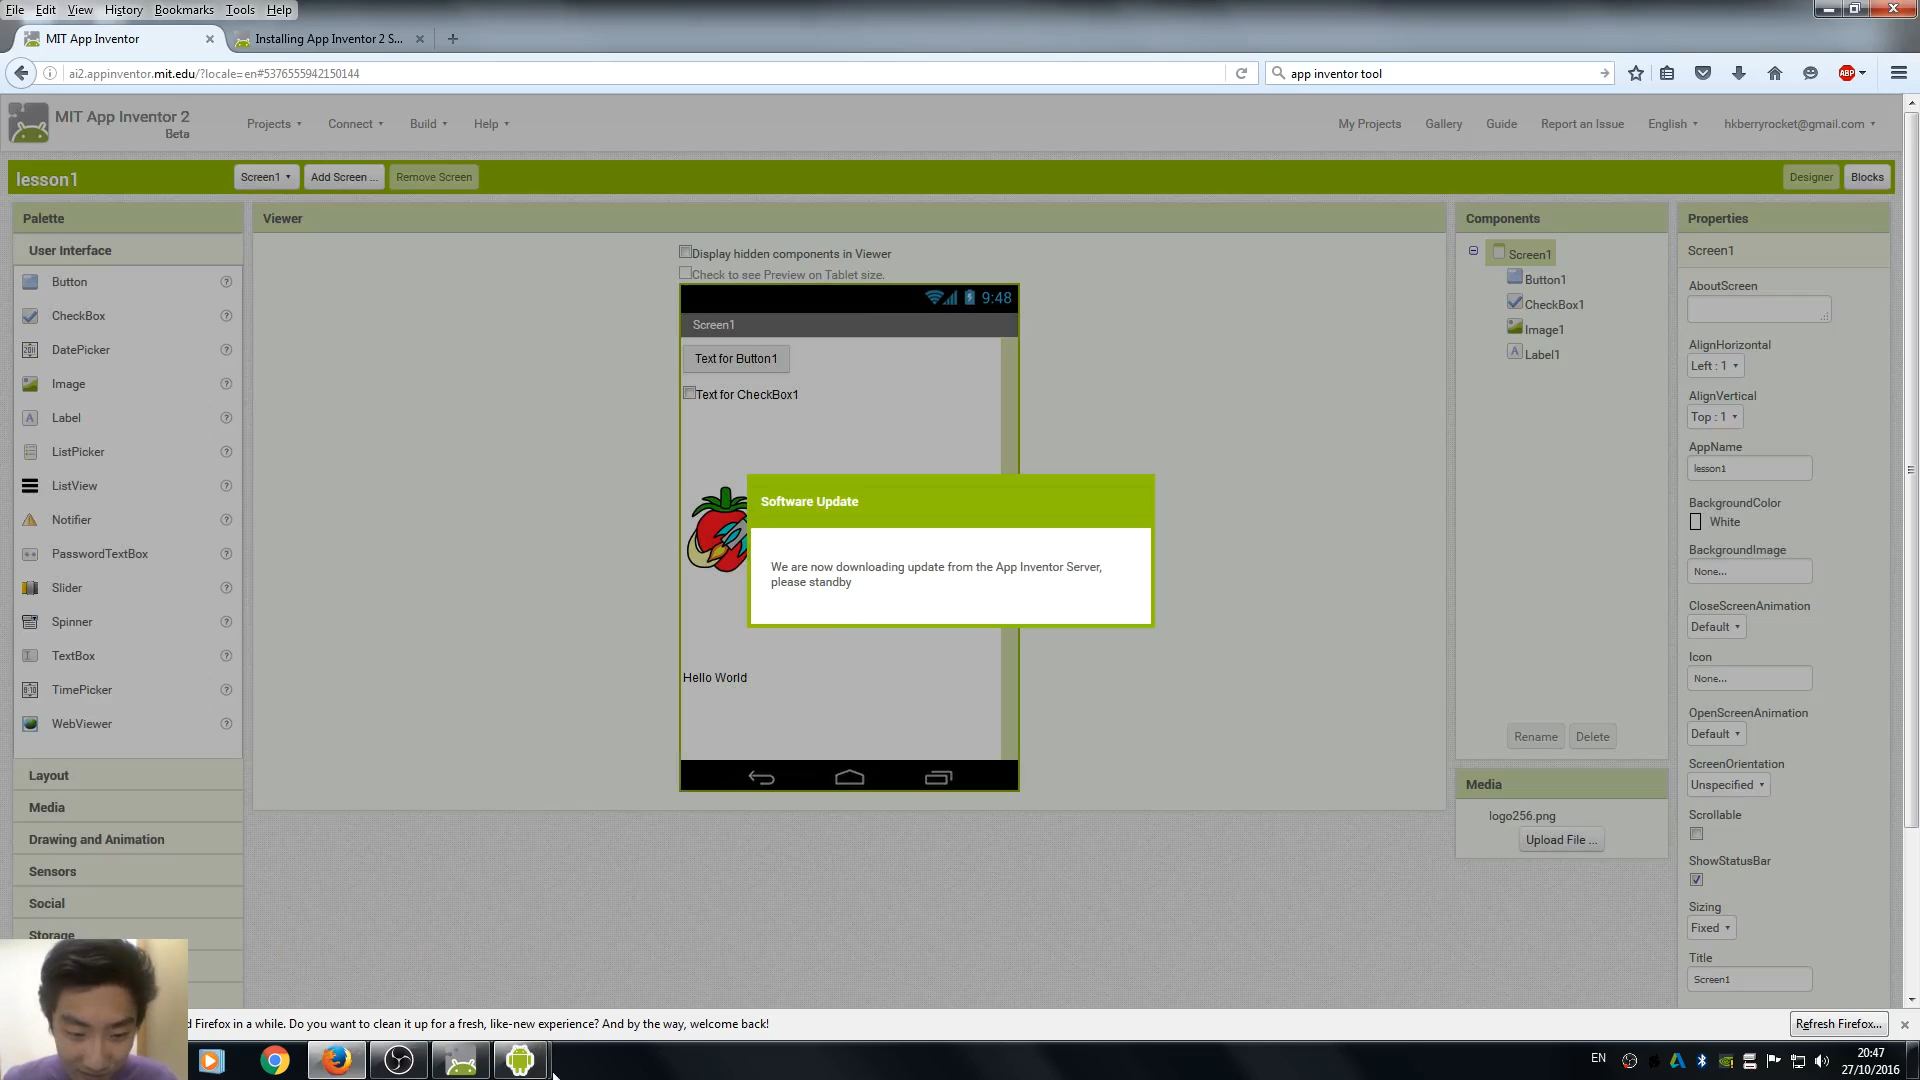 File Edit View History Bookmarks Tools Help
MIT App Inventor
Installing App Inventor 2 S...
ai2.appinventor.mit.edu/?locale=en#5376555942150144
app inventor tool
ABP
MIT App Inventor 2
Beta
Projects Connect Build Help
My Projects Gallery Guide Report an Issue English hkberryrocket@gmail.com
lesson1
Screen1 Add Screen ... Remove Screen
Designer Blocks
Palette
User Interface
Button
CheckBox
DatePicker
Image
Label
ListPicker
ListView
Notifier
PasswordTextBox
Slider
Spinner
TextBox
TimePicker
WebViewer
Layout
Media
Drawing and Animation
Sensors
Social
Storage
Viewer
Display hidden components in Viewer
Check to see Preview on Tablet size.
9:48
Screen1
Text for Button1
Text for CheckBox1
Software Update
We are now downloading update from the App Inventor Server,
please standby
Hello World
Components
Screen1
Button1
CheckBox1
Image1
Label1
Rename Delete
Media
logo256.png
Upload File ...
Properties
Screen1
AboutScreen
AlignHorizontal
Left : 1
AlignVertical
Top : 1
AppName
lesson1
BackgroundColor
White
BackgroundImage
None...
CloseScreenAnimation
Default
Icon
None...
OpenScreenAnimation
Default
ScreenOrientation
Unspecified
Scrollable
ShowStatusBar
Sizing
Fixed
Title
Screen1
d Firefox in a while. Do you want to clean it up for a fresh, like-new experience? And by the way, welcome back!
Refresh Firefox...
EN
20:47
27/10/2016